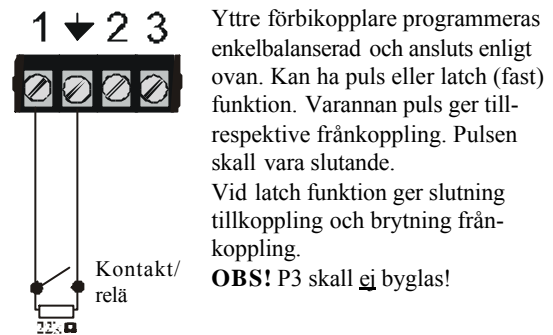 1 2 3
Yttre förbikopplare programmeras
enkelbalanserad och ansluts enligt
ovan. Kan ha puls eller latch (fast)
funktion. Varannan puls ger till-
respektive frånkoppling. Pulsen
skall vara slutande.
Vid latch funktion ger slutning
tillkoppling och brytning från-
koppling.
OBS! P3 skall ej byglas!
Kontakt/
relä